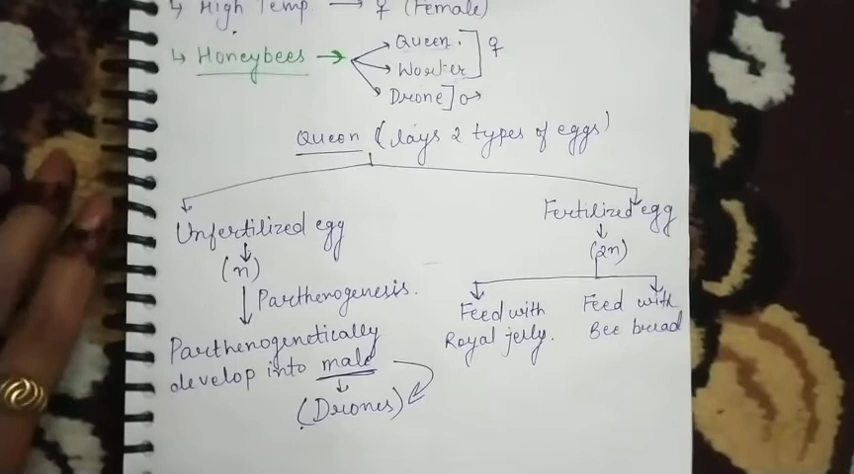 ↳ High Temp → ♀ (Female)
↳ Honeybees → Queen. ♀
Worker
Drone ] ♂
Queen (lays 2 types of eggs)
Unfertilized egg
(n)
Parthenogenesis.
Parthenogenetically
develop into male
(Drones)
Fertilized egg
(2n)
Feed with
Royal jelly.
Feed with
Bee bread